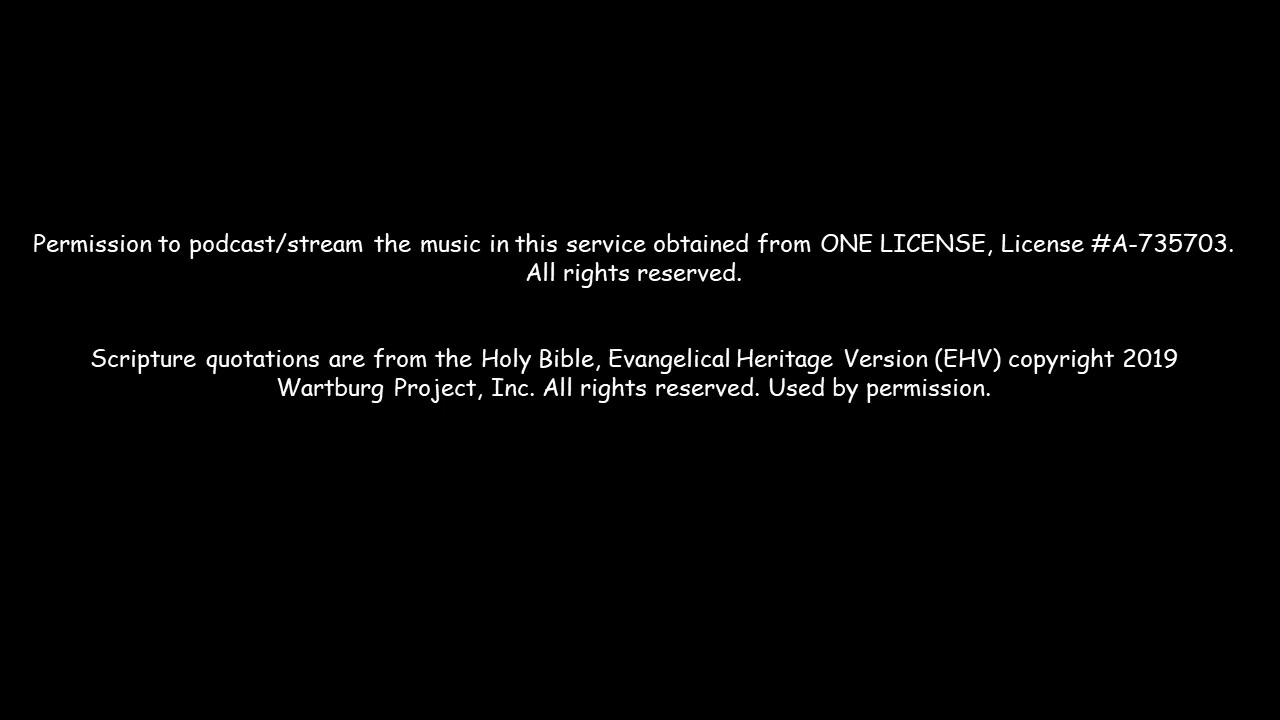 Permission to podcast/stream the music in this service obtained from ONE LICENSE, License #A-735703.
All rights reserved.
Scripture quotations are from the Holy Bible, Evangelical Heritage Version (EHV) copyright 2019
Wartburg Project, Inc. All rights reserved. Used by permission.